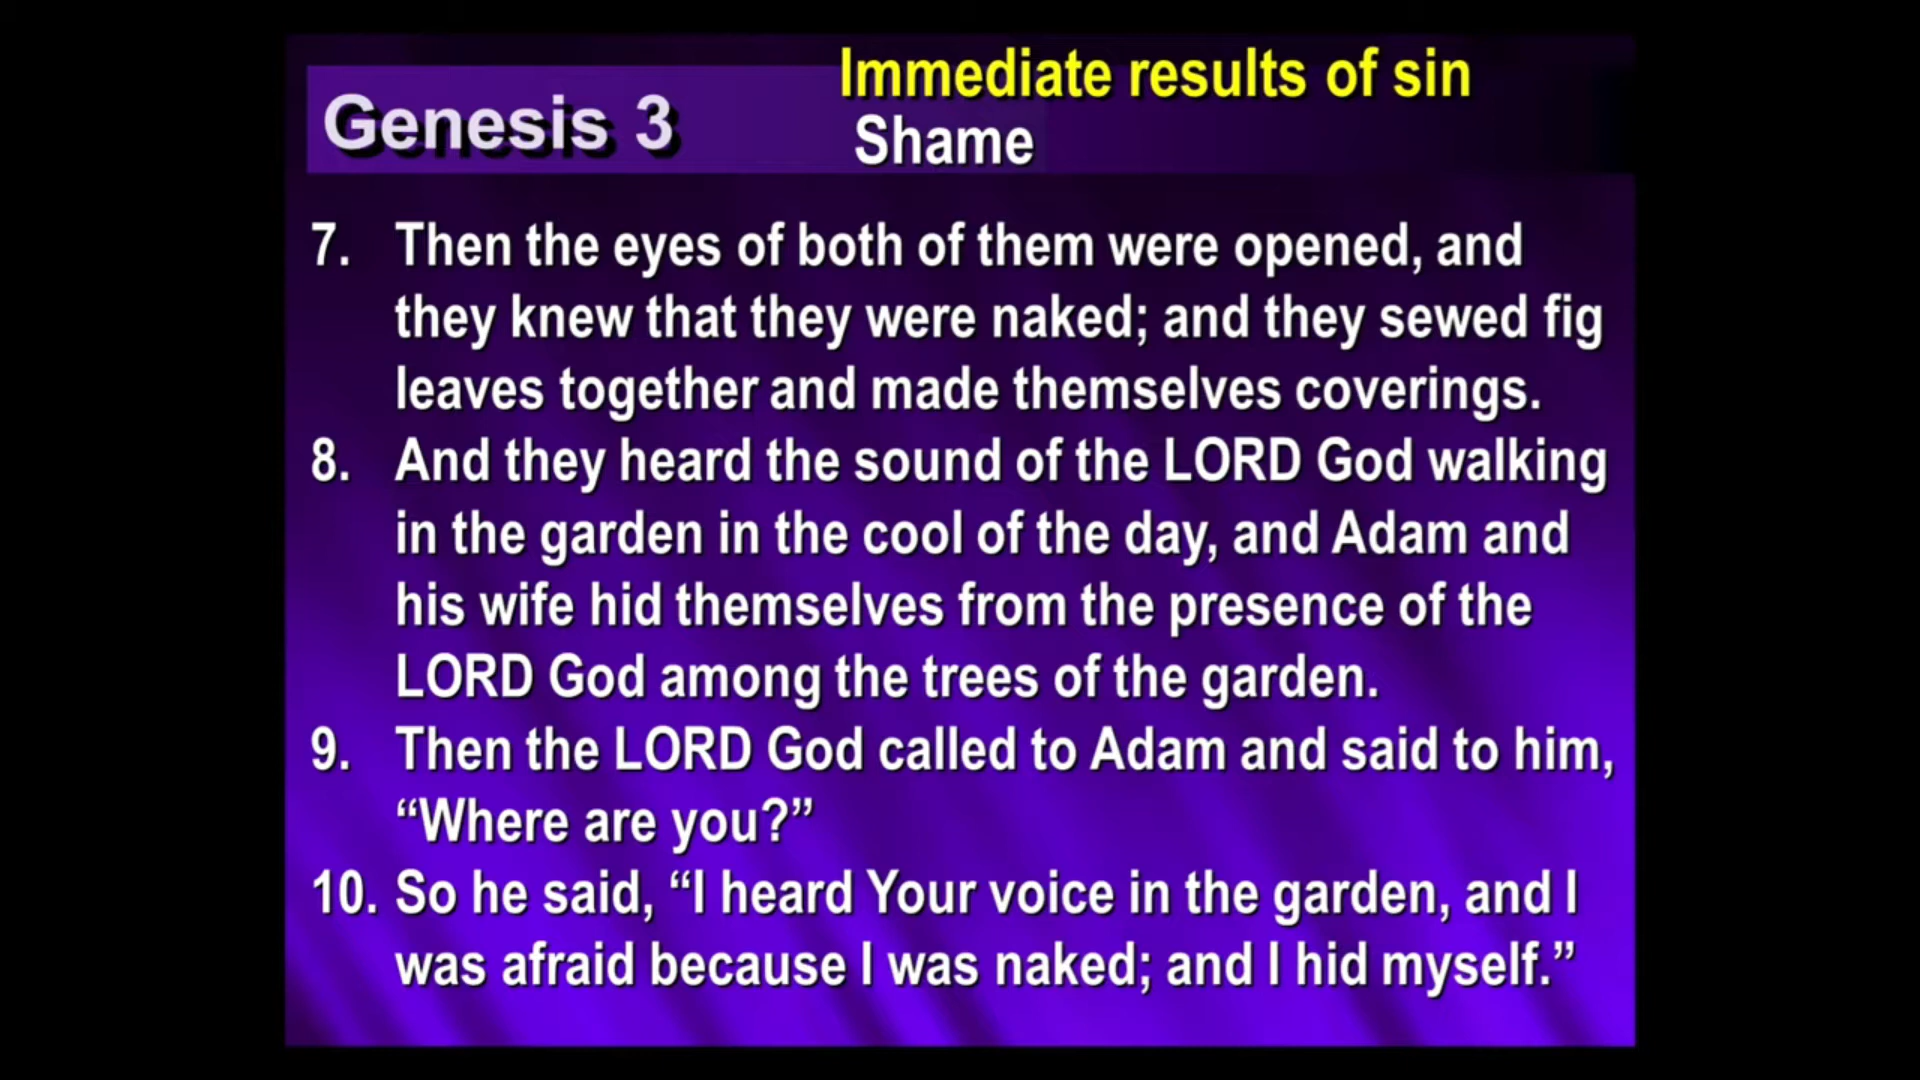 Genesis 3
Immediate results of sin
Shame
7. Then the eyes of both of them were opened, and
they knew that they were naked; and they sewed fig
leaves together and made themselves coverings.
8. And they heard the sound of the LORD God walking
in the garden in the cool of the day, and Adam and
his wife hid themselves from the presence of the
LORD God among the trees of the garden.
9. Then the LORD God called to Adam and said to him,
“Where are you?”
10. So he said, “I heard Your voice in the garden, and I
was afraid because I was naked; and I hid myself.”